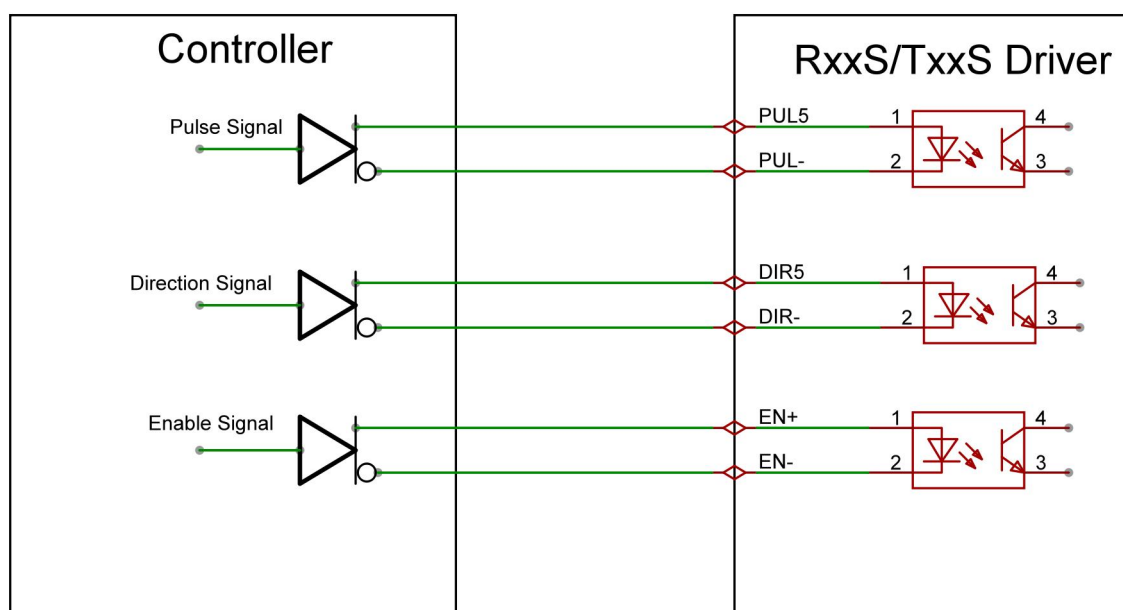 Controller
RxxS/TxxS Driver
Pulse Signal
PUL5
1
4
PUL-
2
3
Direction Signal
DIR5
1
4
DIR-
2
3
Enable Signal
EN+
1
4
EN-
2
3